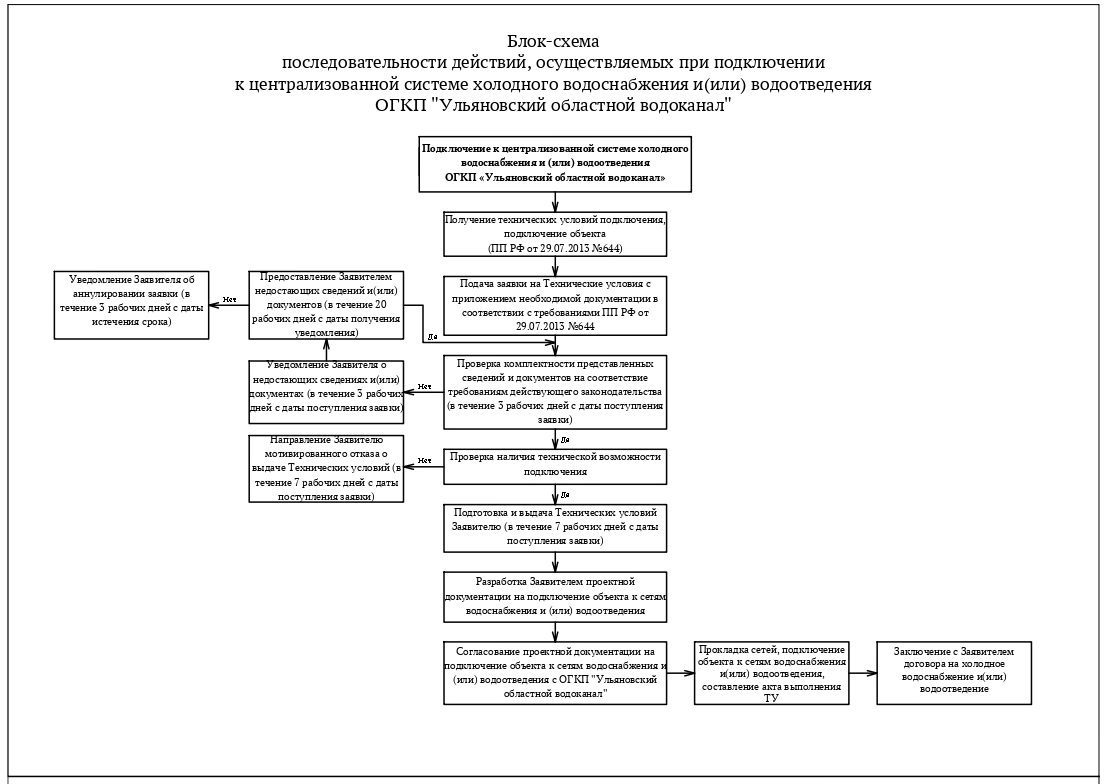 Блок-схема
последовательности действий, осуществляемых при подключении
к централизованной системе холодного водоснабжения и(или) водоотведения
ОГКП "Ульяновский областной водоканал"
Подключение к централизованной системе холодного
водоснабжения и (или) водоотведения
ОГКП «Ульяновский областной водоканал»
Получение технических условий подключения,
подключение объекта
(ПП РФ от 29.07.2013 №644)
Подача заявки на Технические условия с
приложением необходимой документации в
соответствии с требованиями ПП РФ от
29.07.2013 №644
Предоставление Заявителем
недостающих сведений и(или)
документов (в течение 20
рабочих дней с даты получения
уведомления)
Нет
Уведомление Заявителя об
аннулировании заявки (в
течение 3 рабочих дней с даты
истечения срока)
Да
Проверка комплектности представленных
сведений и документов на соответствие
требованиям действующего законодательства
(в течение 3 рабочих дней с даты поступления
заявки)
Нет
Уведомление Заявителя о
недостающих сведениях и(или)
документах (в течение 3 рабочих
дней с даты поступления заявки)
Да
Проверка наличия технической возможности
подключения
Нет
Направление Заявителю
мотивированного отказа о
выдаче Технических условий (в
течение 7 рабочих дней с даты
поступления заявки)
Да
Подготовка и выдача Технических условий
Заявителю (в течение 7 рабочих дней с даты
поступления заявки)
Разработка Заявителем проектной
документации на подключение объекта к сетям
водоснабжения и (или) водоотведения
Согласование проектной документации на
подключение объекта к сетям водоснабжения и
(или) водоотведения с ОГКП "Ульяновский
областной водоканал"
Прокладка сетей, подключение
объекта к сетям водоснабжения
и(или) водоотведения,
составление акта выполнения
ТУ
Заключение с Заявителем
договора на холодное
водоснабжение и(или)
водоотведение